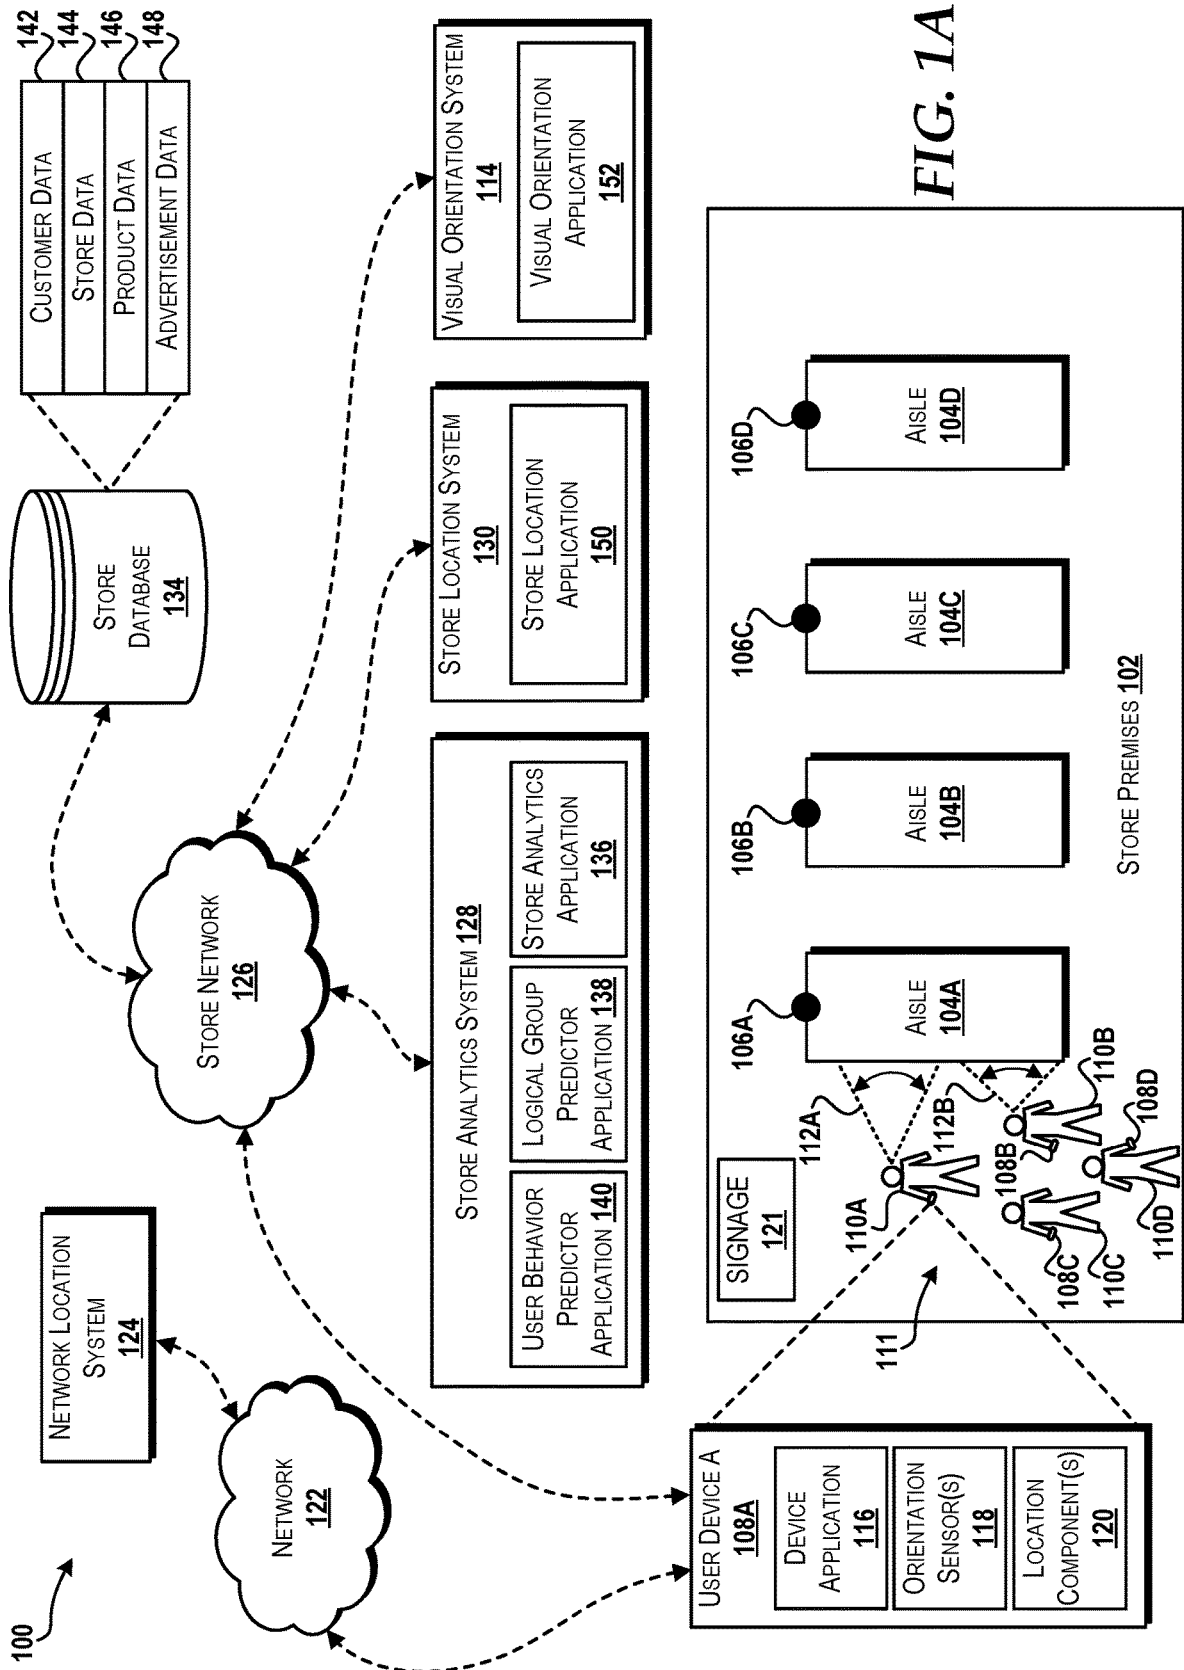 100
NETWORK LOCATION
SYSTEM
124
NETWORK
122
STORE NETWORK
126
STORE
DATABASE
134
CUSTOMER DATA
142
STORE DATA
144
PRODUCT DATA
146
ADVERTISEMENT DATA
148
STORE ANALYTICS SYSTEM 128
USER BEHAVIOR
PREDICTOR
APPLICATION 140
LOGICAL GROUP
PREDICTOR
APPLICATION 138
STORE ANALYTICS
APPLICATION
136
STORE LOCATION SYSTEM
130
STORE LOCATION
APPLICATION
150
VISUAL ORIENTATION SYSTEM
114
VISUAL ORIENTATION
APPLICATION
152
USER DEVICE A
108A
DEVICE
APPLICATION
116
ORIENTATION
SENSOR(S)
118
LOCATION
COMPONENT(S)
120
111
SIGNAGE
121
110A
112A
112B
108B
110B
108C
110C
108D
110D
106A
AISLE
104A
106B
AISLE
104B
106C
AISLE
104C
106D
AISLE
104D
STORE PREMISES 102
FIG. 1A